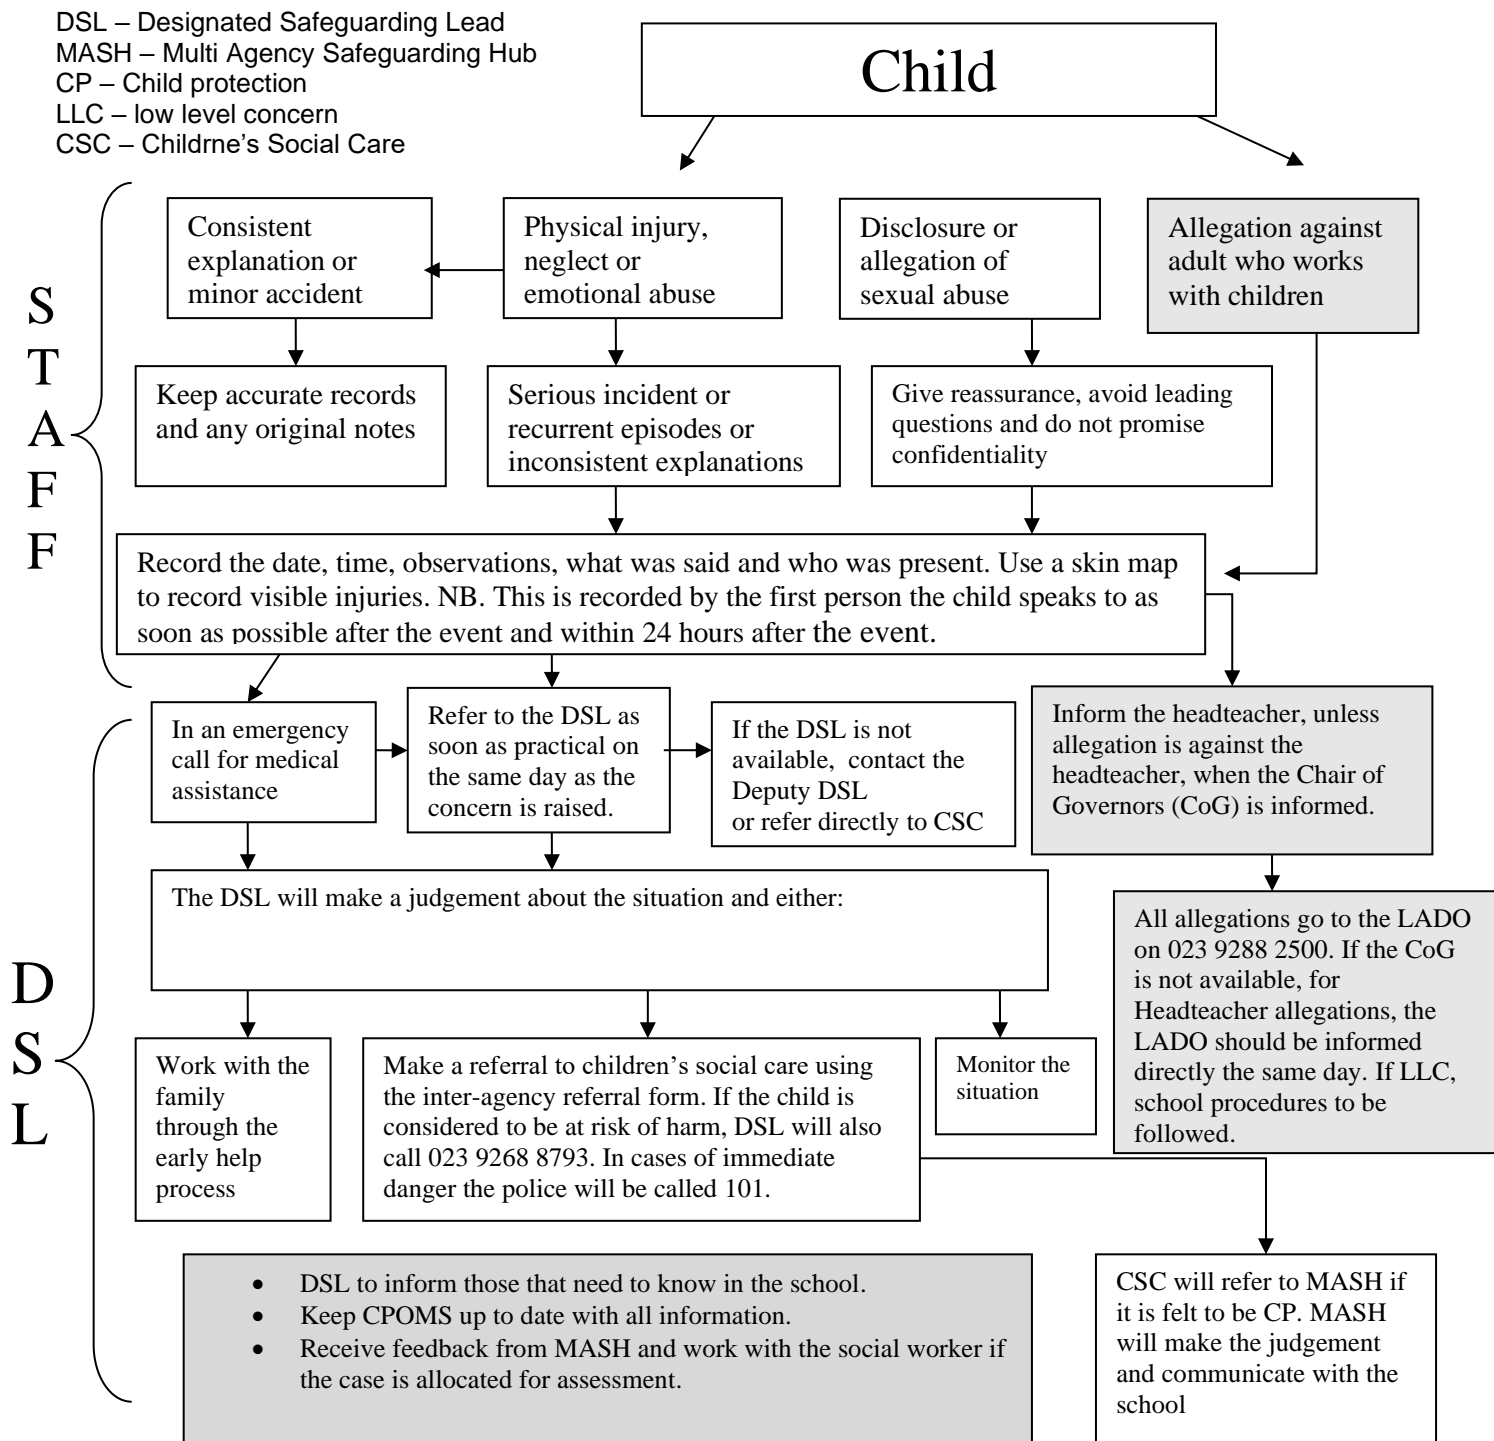 DSL – Designated Safeguarding Lead
MASH – Multi Agency Safeguarding Hub
CP – Child protection
LLC – low level concern
CSC – Childrne's Social Care
Child
S
T
A
F
F
Consistent
explanation or
minor accident
Physical injury,
neglect or
emotional abuse
Disclosure or
allegation of
sexual abuse
Allegation against
adult who works
with children
Keep accurate records
and any original notes
Serious incident or
recurrent episodes or
inconsistent explanations
Give reassurance, avoid leading
questions and do not promise
confidentiality
Record the date, time, observations, what was said and who was present. Use a skin map
to record visible injuries. NB. This is recorded by the first person the child speaks to as
soon as possible after the event and within 24 hours after the event.
D
S
L
In an emergency
call for medical
assistance
Refer to the DSL as
soon as practical on
the same day as the
concern is raised.
If the DSL is not
available,  contact the
Deputy DSL
or refer directly to CSC
Inform the headteacher, unless
allegation is against the
headteacher, when the Chair of
Governors (CoG) is informed.
The DSL will make a judgement about the situation and either:
All allegations go to the LADO
on 023 9288 2500. If the CoG
is not available, for
Headteacher allegations, the
LADO should be informed
directly the same day. If LLC,
school procedures to be
followed.
Work with the
family
through the
early help
process
Make a referral to children's social care using
the inter-agency referral form. If the child is
considered to be at risk of harm, DSL will also
call 023 9268 8793. In cases of immediate
danger the police will be called 101.
Monitor the
situation
• DSL to inform those that need to know in the school.
• Keep CPOMS up to date with all information.
• Receive feedback from MASH and work with the social worker if
the case is allocated for assessment.
CSC will refer to MASH if
it is felt to be CP. MASH
will make the judgement
and communicate with the
school